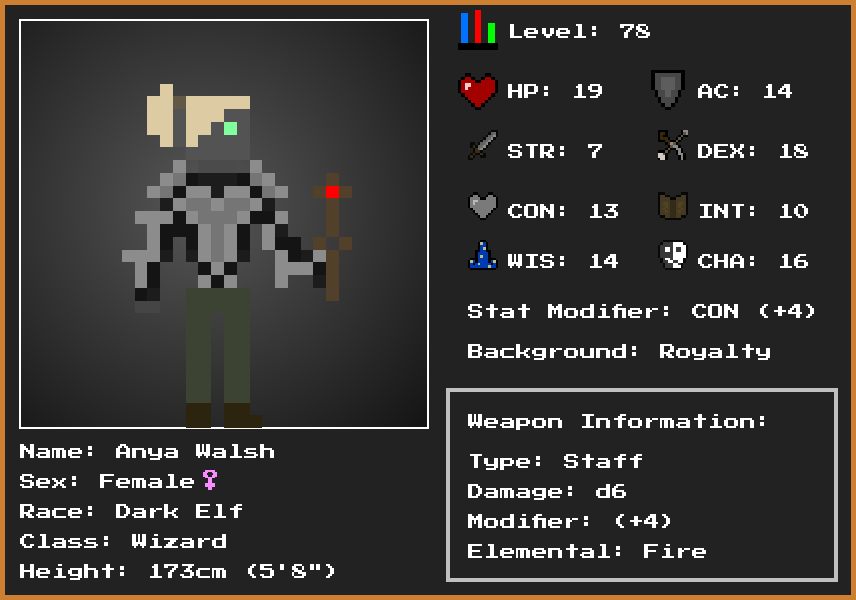 Level: 78
HP: 19 AC: 14
STR: 7 DEX: 18
CON: 13 INT: 10
WIS: 14 CHA: 16
Stat Modifier: CON (+4)
Background: Royalty
Weapon Information:
Type: Staff
Damage: d6
Modifier: (+4)
Elemental: Fire
Name: Anya Walsh
Sex: Female♀
Race: Dark Elf
Class: Wizard
Height: 173cm (5'8")